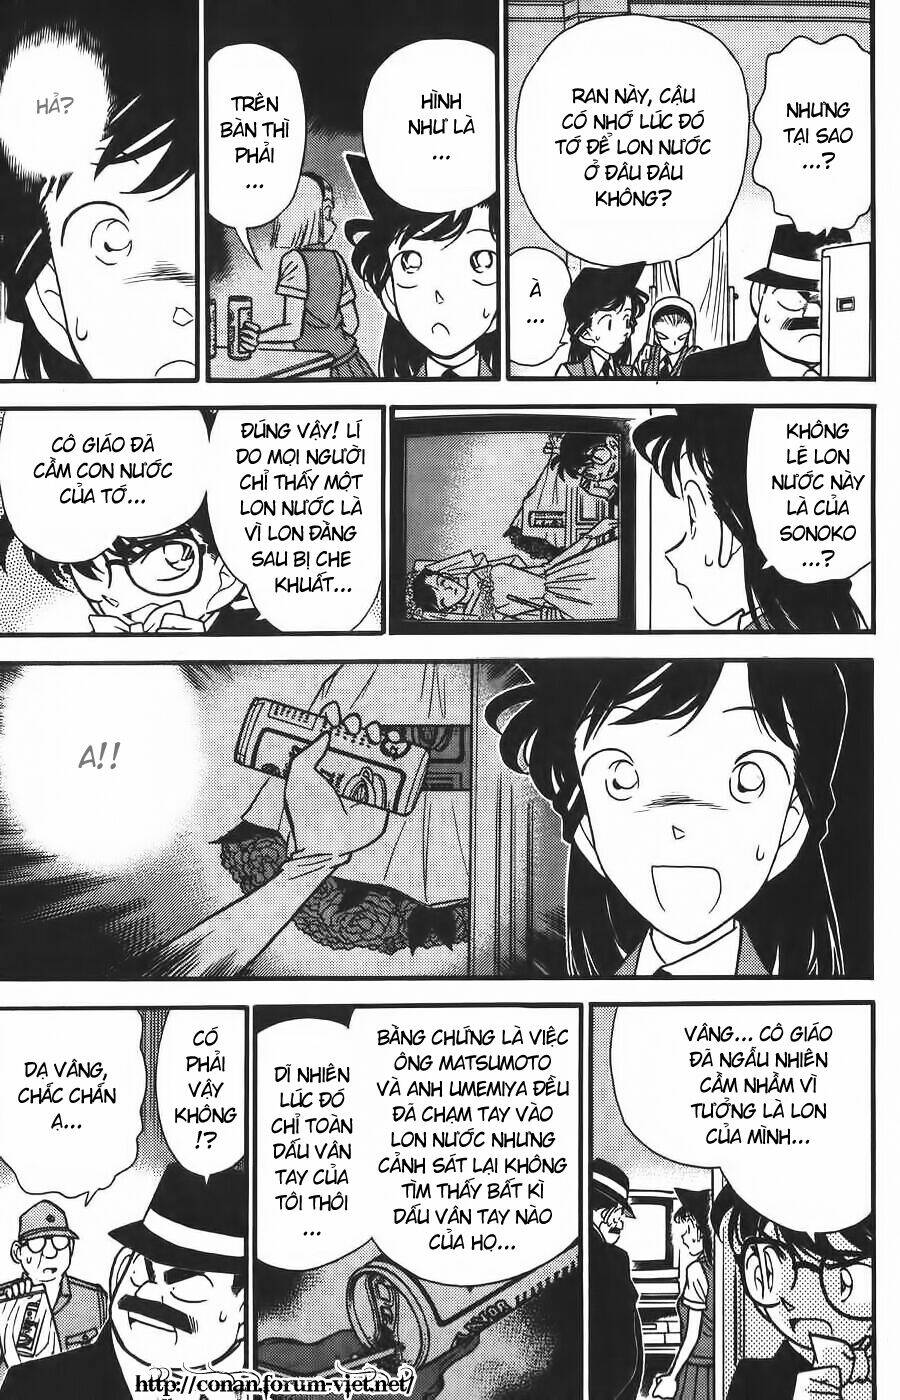 NHƯNG
TẠI SAO
...?
RAN NÀY, CẬU
CÓ NHỚ LÚC ĐÓ
TỚ ĐỂ LON NƯỚC
Ở ĐÂU ĐÂU
KHÔNG?
À
...
HÌNH
NHƯ LÀ
...
TRÊN
BÀN THÌ
PHẢI
...
HẢ?
KHÔNG
LẼ LON
NƯỚC NÀY
LÀ CỦA
SONOKO
...?
ĐÚNG VẬY! LÍ
DO MỌI NGƯỜI
CHỈ THẤY MỘT
LON NƯỚC LÀ
VÌ LON ĐẰNG
SAU BỊ CHE
KHUẤT...
CÔ GIÁO ĐÃ
CẦM CON NƯỚC
CỦA TỚ...
A!!
VÂNG... CÔ GIÁO
ĐÃ NGẪU NHIÊN
CẦM NHẦM VÌ
TƯỞNG LÀ LON
CỦA MÌNH...
BẰNG CHỨNG LÀ VIỆC
ÔNG MATSUMOTO
VÀ ANH UMEMIYA ĐỀU
ĐÃ CHẠM TAY VÀO
LON NƯỚC NHƯNG
CẢNH SÁT LẠI KHÔNG
TÌM THẤY BẤT KÌ
DẤU VÂN TAY NÀO
CỦA HỌ...
DĨ NHIÊN
LÚC ĐÓ
CHỈ TOÀN
DẤU VÂN
TAY CỦA
TÔI THÔI
...
CÓ
PHẢI
VẬY
KHÔNG
!?
DẠ VÂNG,
CHẮC CHẮN
Ạ...
http://conan.forum-viet.net/